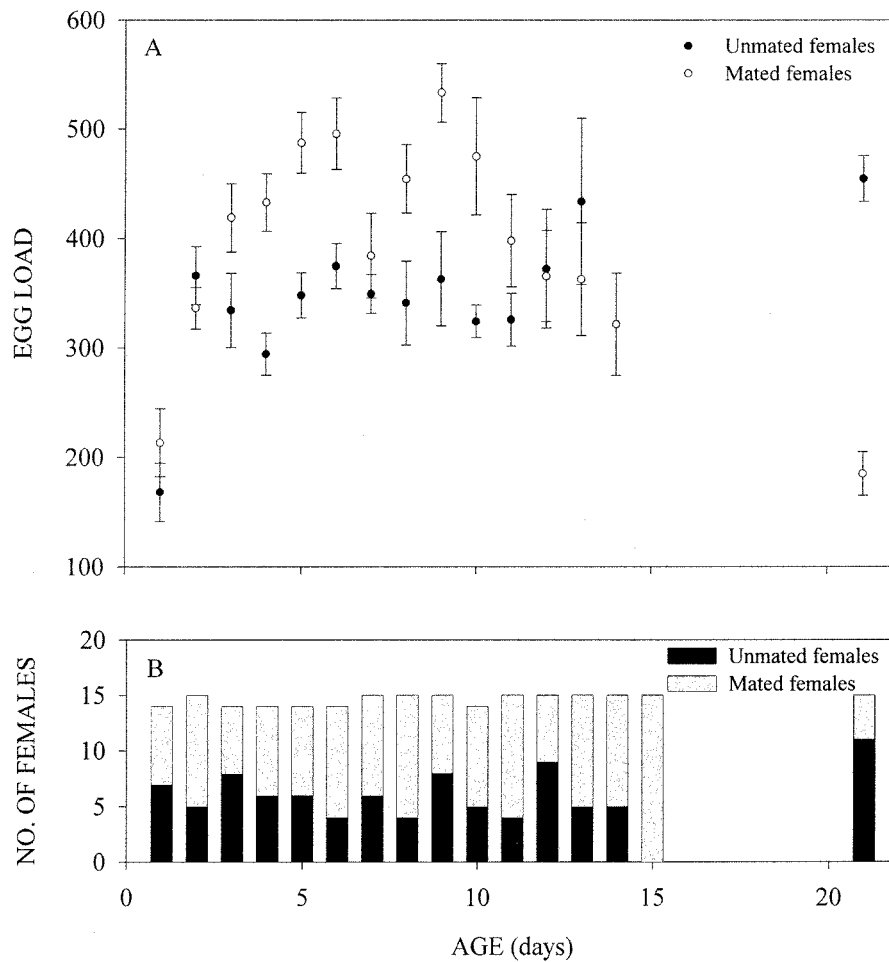 600
A
Unmated females
Mated females
500
400
300
200
100
EGG LOAD
20
B
Unmated females
Mated females
15
10
5
0
NO. OF FEMALES
0 5 10 15 20
AGE (days)